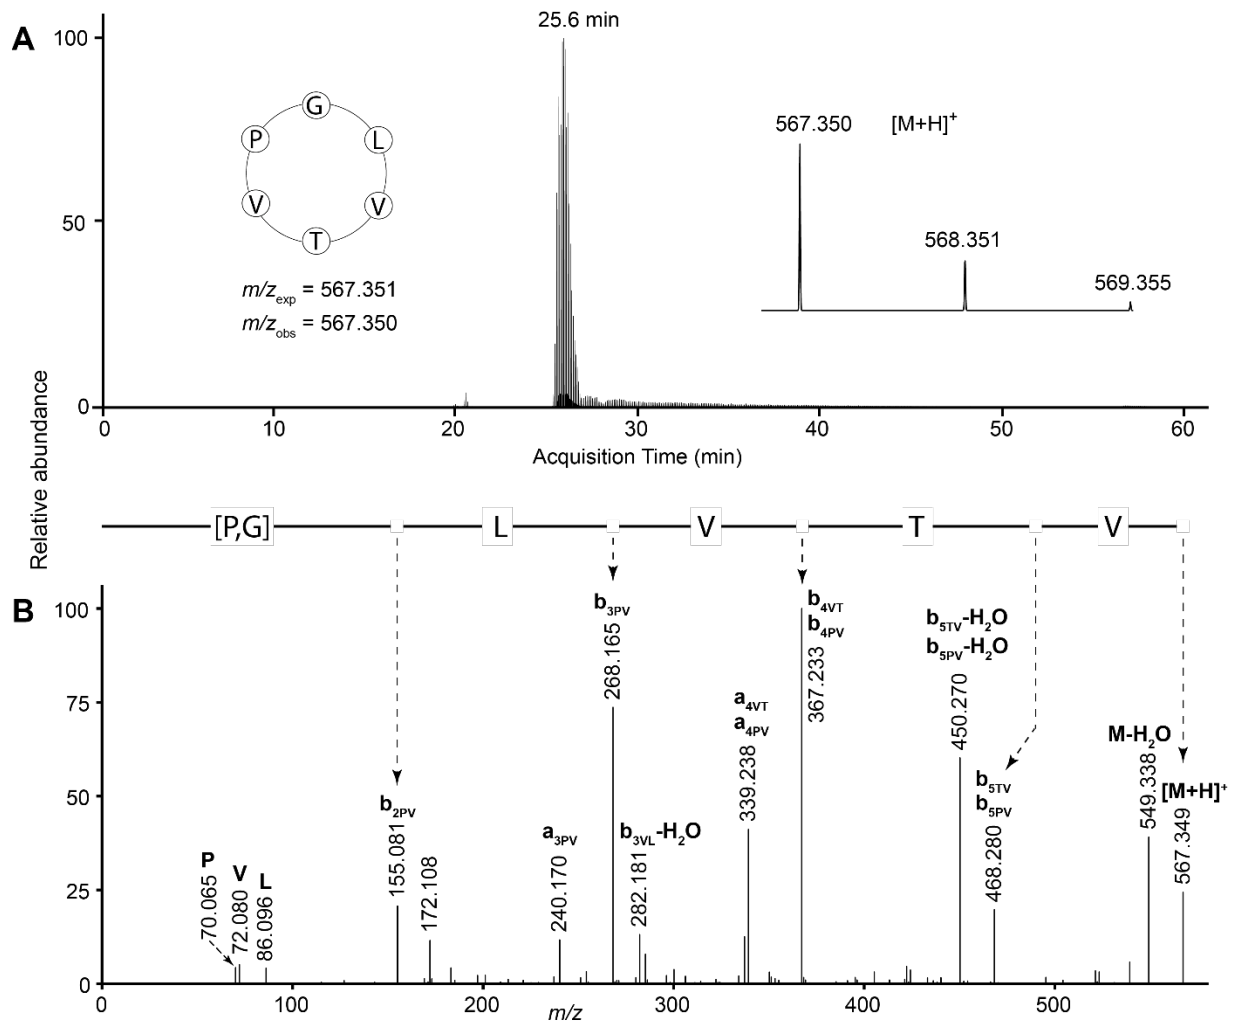 A
25.6 min
100
50
0
G
P
L
V
V
T
m/z_exp = 567.351
m/z_obs = 567.350
567.350
[M+H]⁺
568.351
569.355
0 10 20 30 40 50 60
Acquisition Time (min)
Relative abundance
[P,G] L V T V
B
100
75
50
25
0
P
70.065
V
72.080
L
86.096
b₂PV
155.081
172.108
a₃PV
240.170
b₃PV
268.165
b₃VL-H₂O
282.181
a₄VT
a₄PV
339.238
b₄VT
b₄PV
367.233
b₅TV-H₂O
b₅PV-H₂O
450.270
b₅TV
b₅PV
468.280
M-H₂O
549.338
[M+H]⁺
567.349
0 100 200 300 400 500
m/z